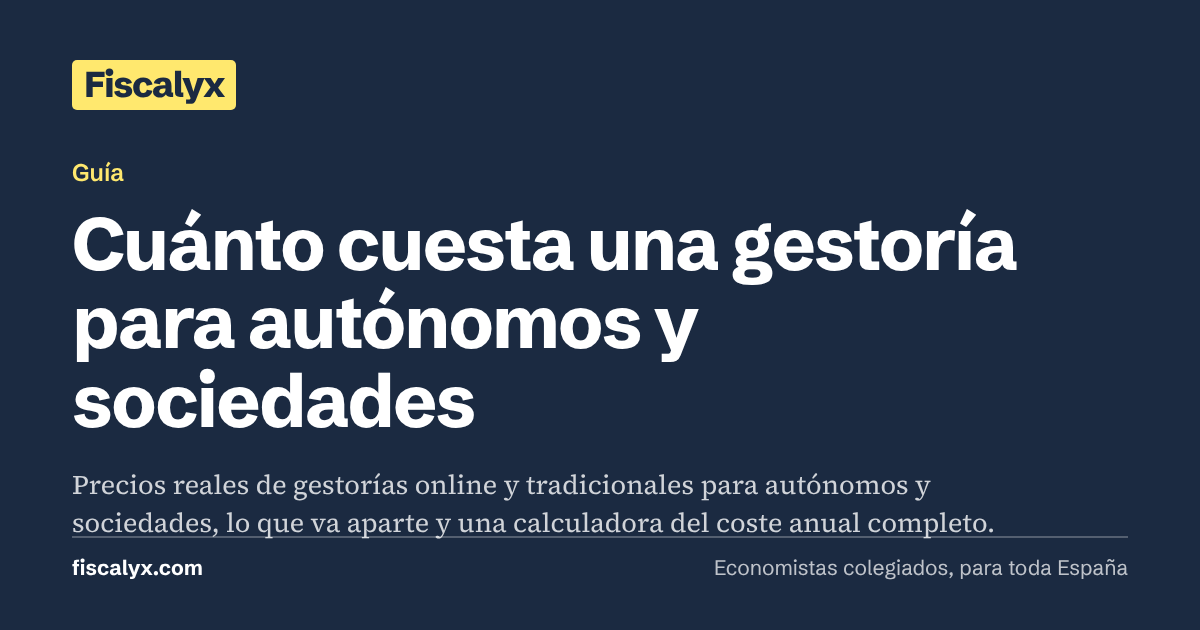 Fiscalyx
Guía
Cuánto cuesta una gestoría
para autónomos y
sociedades
Precios reales de gestorías online y tradicionales para autónomos y
sociedades, lo que va aparte y una calculadora del coste anual completo.
fiscalyx.com
Economistas colegiados, para toda España